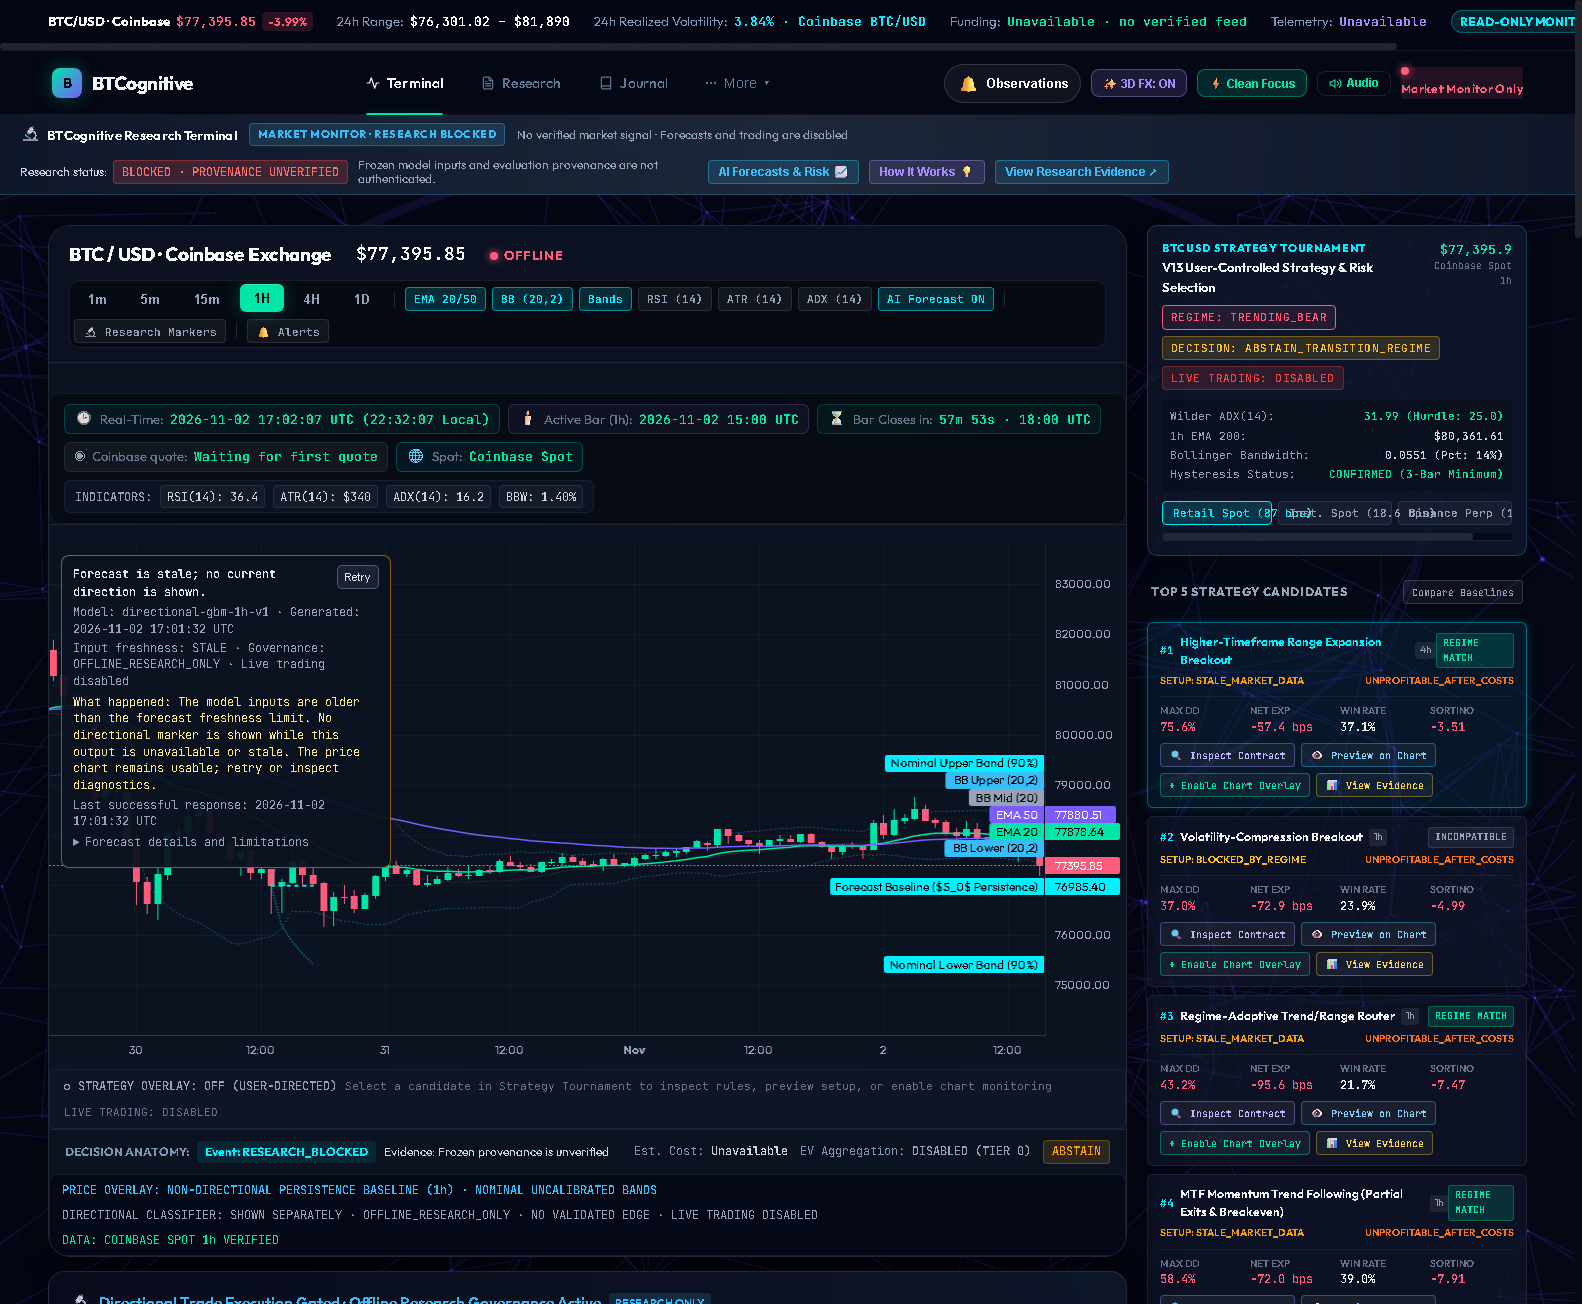 BTC/USD · Coinbase $77,395.85 -3.99% 24h Range: $76,301.02 – $81,890 24h Realized Volatility: 3.84% · Coinbase BTC/USD Funding: Unavailable · no verified feed Telemetry: Unavailable READ-ONLY MONIT
B BTCognitive Terminal Research Journal ··· More ▾ Observations 3D FX: ON Clean Focus Audio Market Monitor Only
BTCognitive Research Terminal MARKET MONITOR · RESEARCH BLOCKED No verified market signal · Forecasts and trading are disabled
Research status: BLOCKED · PROVENANCE UNVERIFIED Frozen model inputs and evaluation provenance are not
authenticated.
AI Forecasts & Risk How It Works View Research Evidence ↗
BTC / USD · Coinbase Exchange $77,395.85 OFFLINE
1m 5m 15m 1H 4H 1D EMA 20/50 BB (20,2) Bands RSI (14) ATR (14) ADX (14) AI Forecast ON
Research Markers Alerts
Real-Time: 2026-11-02 17:02:07 UTC (22:32:07 Local) Active Bar (1h): 2026-11-02 15:00 UTC Bar Closes in: 57m 53s · 18:00 UTC
Coinbase quote: Waiting for first quote Spot: Coinbase Spot
INDICATORS: RSI(14): 36.4 ATR(14): $340 ADX(14): 16.2 BBW: 1.40%
Forecast is stale; no current
direction is shown.
Retry
Model: directional-gbm-1h-v1 · Generated:
2026-11-02 17:01:32 UTC
Input freshness: STALE · Governance:
OFFLINE_RESEARCH_ONLY · Live trading
disabled
What happened: The model inputs are older
than the forecast freshness limit. No
directional marker is shown while this
output is unavailable or stale. The price
chart remains usable; retry or inspect
diagnostics.
Last successful response: 2026-11-02
17:01:32 UTC
▶ Forecast details and limitations
83000.00
82000.00
81000.00
80000.00
Nominal Upper Band (90%)
BB Upper (20,2) 79000.00
BB Mid (20)
EMA 50 77880.51
EMA 20 77878.64
BB Lower (20,2)
77395.85
Forecast Baseline ($S_0$ Persistence) 76985.40
76000.00
Nominal Lower Band (90%)
75000.00
30 12:00 31 12:00 Nov 12:00 2 12:00
STRATEGY OVERLAY: OFF (USER-DIRECTED) Select a candidate in Strategy Tournament to inspect rules, preview setup, or enable chart monitoring
LIVE TRADING: DISABLED
DECISION ANATOMY: Event: RESEARCH_BLOCKED Evidence: Frozen provenance is unverified Est. Cost: Unavailable EV Aggregation: DISABLED (TIER 0) ABSTAIN
PRICE OVERLAY: NON-DIRECTIONAL PERSISTENCE BASELINE (1h) · NOMINAL UNCALIBRATED BANDS
DIRECTIONAL CLASSIFIER: SHOWN SEPARATELY · OFFLINE_RESEARCH_ONLY · NO VALIDATED EDGE · LIVE TRADING DISABLED
DATA: COINBASE SPOT 1h VERIFIED
Directional Trade Execution Gated · Offline Research Governance Active RESEARCH ONLY
BTCUSD STRATEGY TOURNAMENT $77,395.9
V13 User-Controlled Strategy & Risk
Selection
Coinbase Spot
1h
REGIME: TRENDING_BEAR
DECISION: ABSTAIN_TRANSITION_REGIME
LIVE TRADING: DISABLED
Wilder ADX(14): 31.99 (Hurdle: 25.0)
1h EMA 200: $80,361.61
Bollinger Bandwidth: 0.0551 (Pct: 14%)
Hysteresis Status: CONFIRMED (3-Bar Minimum)
Retail Spot (87 bps) Inst. Spot (18.6 bps) Binance Perp (1
TOP 5 STRATEGY CANDIDATES Compare Baselines
#1 Higher-Timeframe Range Expansion
Breakout
4h REGIME
MATCH
SETUP: STALE_MARKET_DATA UNPROFITABLE_AFTER_COSTS
MAX DD NET EXP WIN RATE SORTINO
75.6% -57.4 bps 37.1% -3.51
Inspect Contract Preview on Chart
+ Enable Chart Overlay View Evidence
#2 Volatility-Compression Breakout 1h INCOMPATIBLE
SETUP: BLOCKED_BY_REGIME UNPROFITABLE_AFTER_COSTS
MAX DD NET EXP WIN RATE SORTINO
37.0% -72.9 bps 23.9% -4.99
Inspect Contract Preview on Chart
+ Enable Chart Overlay View Evidence
#3 Regime-Adaptive Trend/Range Router 1h REGIME MATCH
SETUP: STALE_MARKET_DATA UNPROFITABLE_AFTER_COSTS
MAX DD NET EXP WIN RATE SORTINO
43.2% -95.6 bps 21.7% -7.47
Inspect Contract Preview on Chart
+ Enable Chart Overlay View Evidence
#4 MTF Momentum Trend Following (Partial
Exits & Breakeven)
1h REGIME
MATCH
SETUP: STALE_MARKET_DATA UNPROFITABLE_AFTER_COSTS
MAX DD NET EXP WIN RATE SORTINO
58.4% -72.0 bps 39.0% -7.91